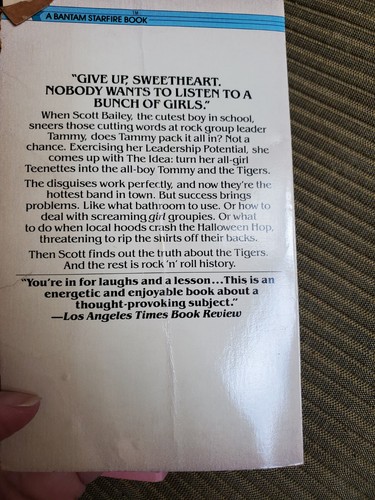 A BANTAM STARFIRE BOOK
"GIVE UP, SWEETHEART.
NOBODY WANTS TO LISTEN TO A
BUNCH OF GIRLS."
When Scott Bailey, the cutest boy in school,
sneers those cutting words at rock group leader
Tammy, does Tammy pack it all in? Not a
chance. Exercising her Leadership Potential, she
comes up with The Idea: turn her all-girl
Teenettes into the all-boy Tommy and the Tigers.
The disguises work perfectly, and now they're the
hottest band in town. But success brings
problems. Like what bathroom to use. Or how to
deal with screaming girl groupies. Or what
to do when local hoods crash the Halloween Hop,
threatening to rip the shirts off their backs.
Then Scott finds out the truth about the Tigers.
And the rest is rock 'n' roll history.
"You're in for laughs and a lesson...This is an
energetic and enjoyable book about a
thought-provoking subject."
—Los Angeles Times Book Review